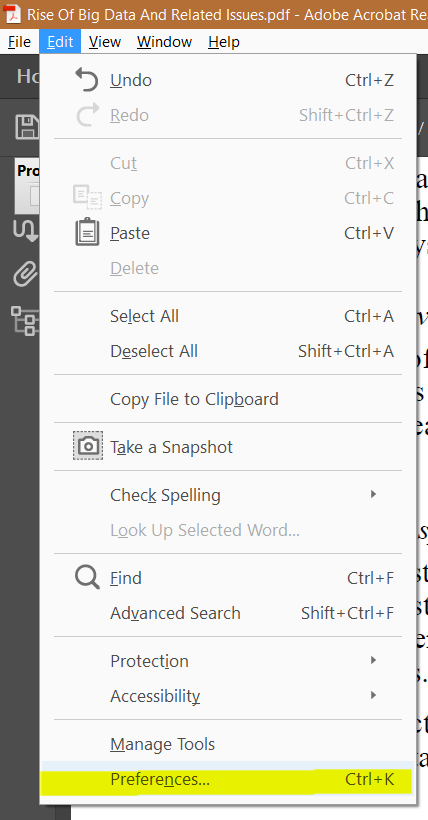 Rise Of Big Data And Related Issues.pdf - Adobe Acrobat Re
File Edit View Window Help
Ho
Undo Ctrl+Z
Redo Shift+Ctrl+Z
Cut Ctrl+X
Copy Ctrl+C
Paste Ctrl+V
Delete
Select All Ctrl+A
Deselect All Shift+Ctrl+A
Copy File to Clipboard
Take a Snapshot
Check Spelling
Look Up Selected Word...
Find Ctrl+F
Advanced Search Shift+Ctrl+F
Protection
Accessibility
Manage Tools
Preferences... Ctrl+K